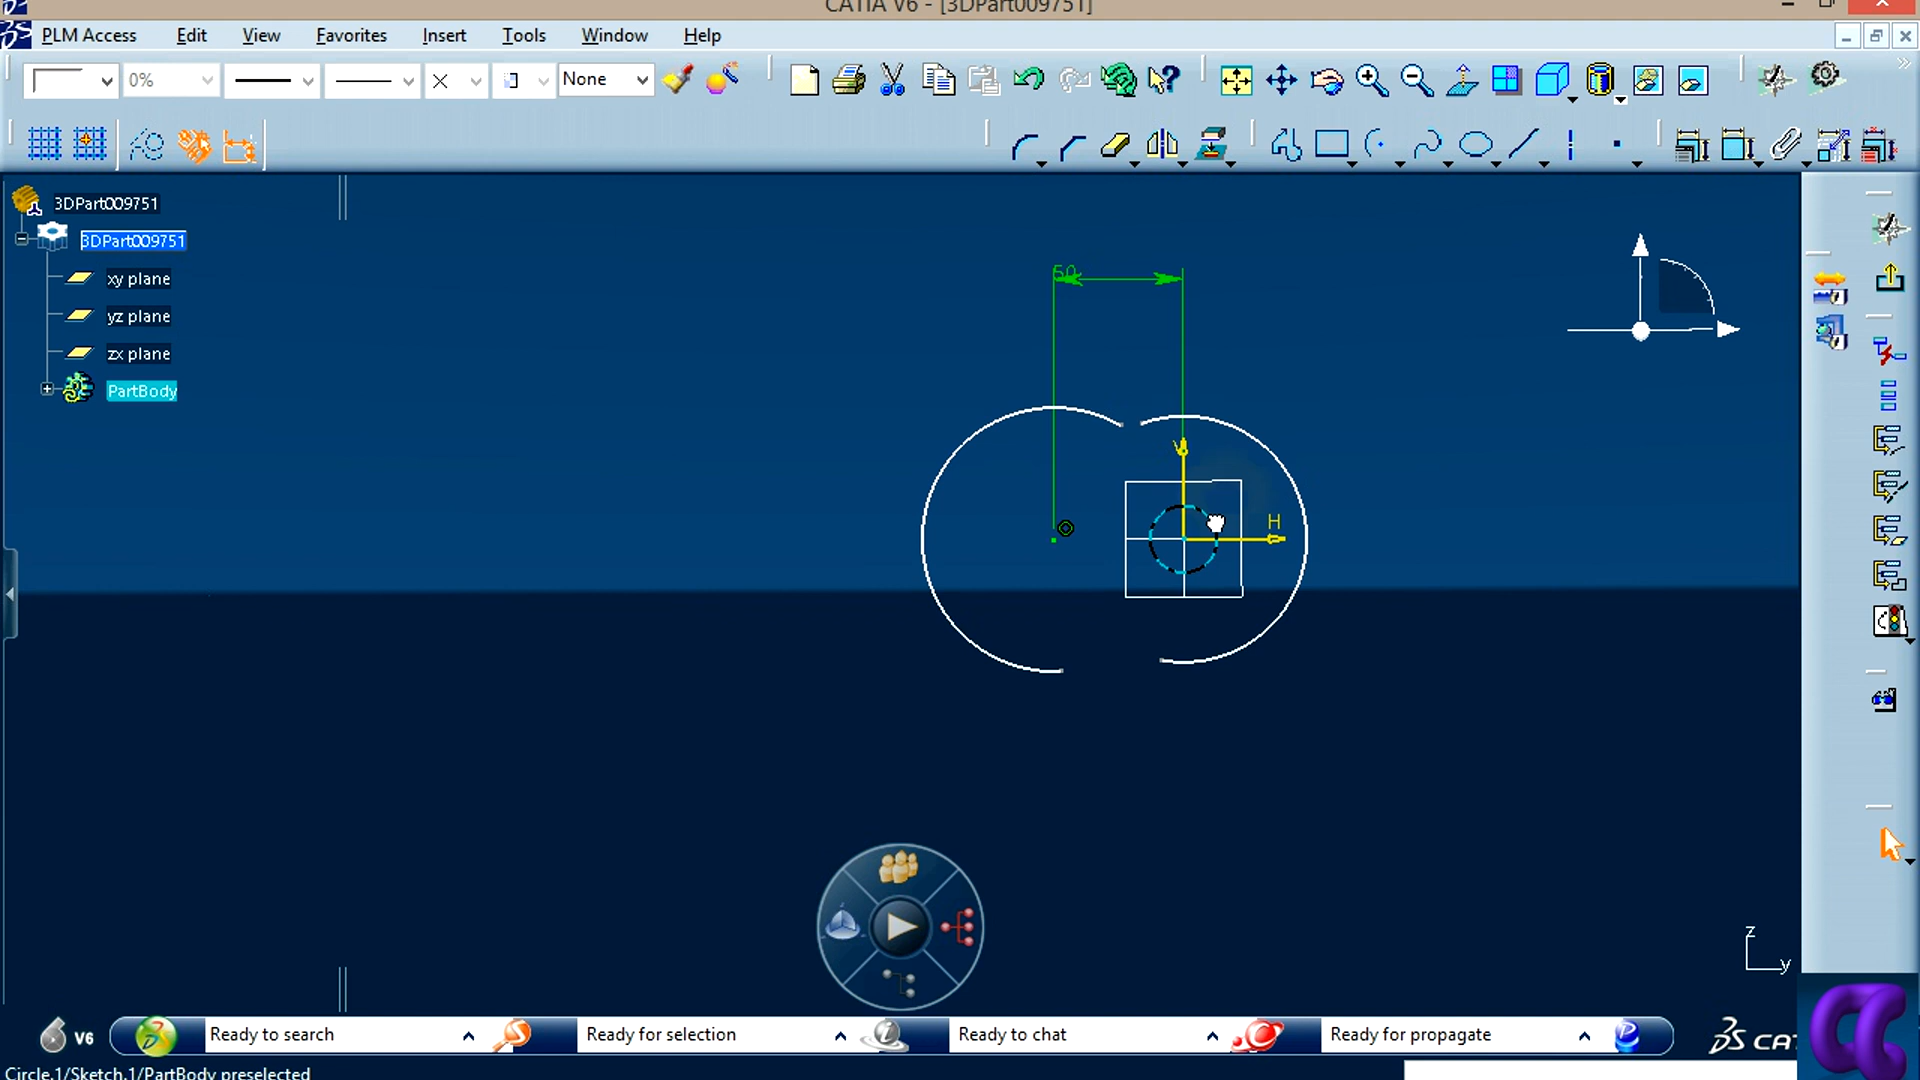 CATIA V6 - [3DPart009751]
PLM Access Edit View Favorites Insert Tools Window Help
0% None
3DPart009751
3DPart009751
xy plane
yz plane
zx plane
PartBody
50
V
H
z
y
V6 Ready to search Ready for selection Ready to chat Ready for propagate
Circle.1/Sketch.1/PartBody preselected